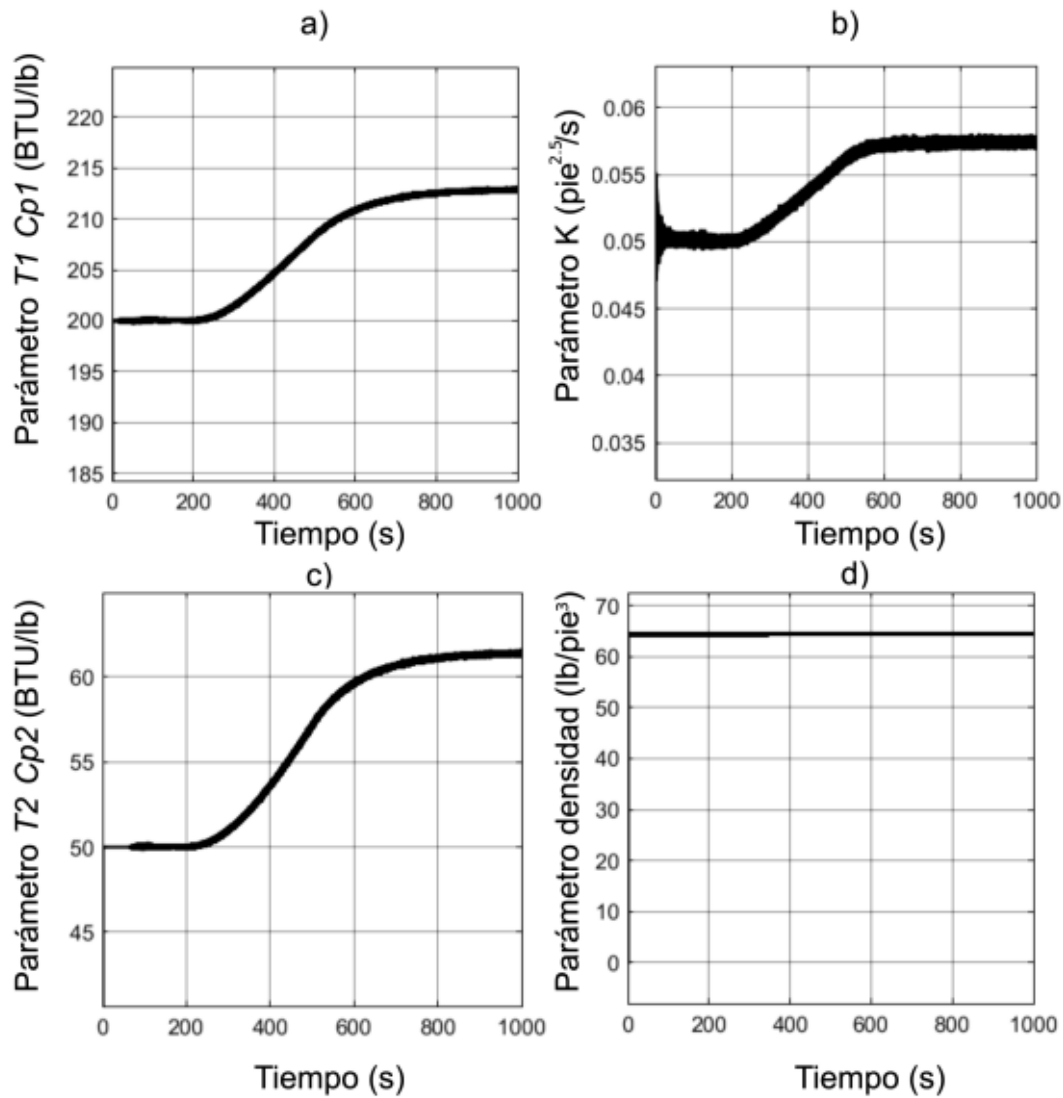 a)
Parámetro T1 Cp1 (BTU/lb)
220
215
210
205
200
195
190
185
0 200 400 600 800 1000
Tiempo (s)
b)
Parámetro K (pie^2.5/s)
0.06
0.055
0.05
0.045
0.04
0.035
0 200 400 600 800 1000
Tiempo (s)
c)
Parámetro T2 Cp2 (BTU/lb)
60
55
50
45
0 200 400 600 800 1000
Tiempo (s)
d)
Parámetro densidad (lb/pie³)
70
60
50
40
30
20
10
0
0 200 400 600 800 1000
Tiempo (s)